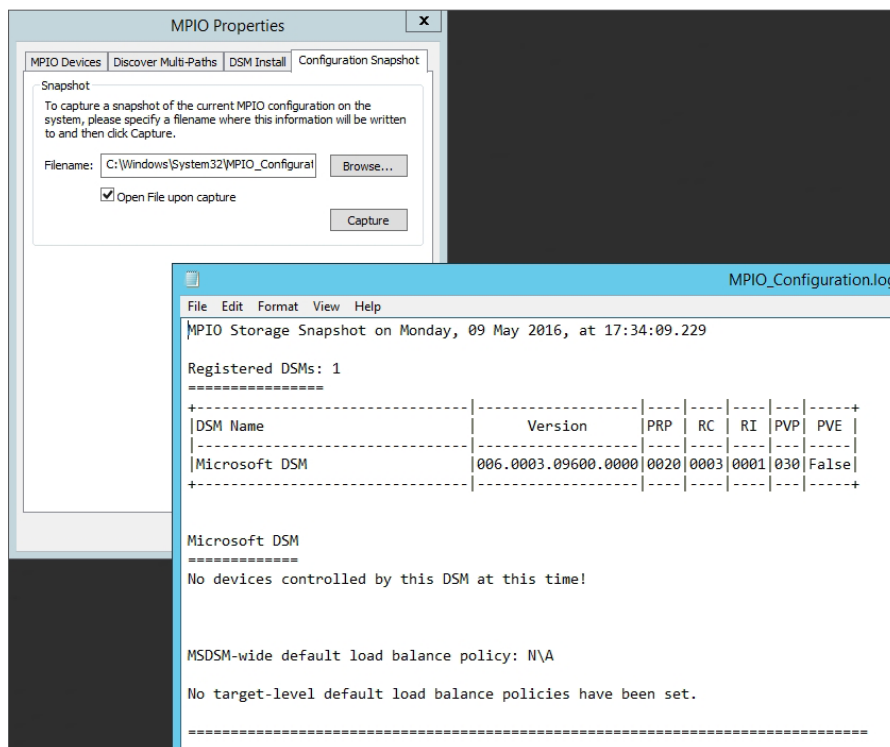 MPIO Properties
x
MPIO Devices Discover Multi-Paths DSM Install Configuration Snapshot
Snapshot
To capture a snapshot of the current MPIO configuration on the
system, please specify a filename where this information will be written
to and then click Capture.
Filename: C:\Windows\System32\MPIO_Configurat Browse...
Open File upon capture
Capture
MPIO_Configuration.log
File Edit Format View Help
MPIO Storage Snapshot on Monday, 09 May 2016, at 17:34:09.229
Registered DSMs: 1
================
+--------------------------------|-------------------|----|----|----|---|-----+
|DSM Name                        |      Version      |PRP | RC | RI |PVP| PVE |
|--------------------------------|-------------------|----|----|----|---|-----|
|Microsoft DSM                   |006.0003.09600.0000|0020|0003|0001|030|False|
+--------------------------------|-------------------|----|----|----|---|-----+
Microsoft DSM
=============
No devices controlled by this DSM at this time!
MSDSM-wide default load balance policy: N\A
No target-level default load balance policies have been set.
================================================================================